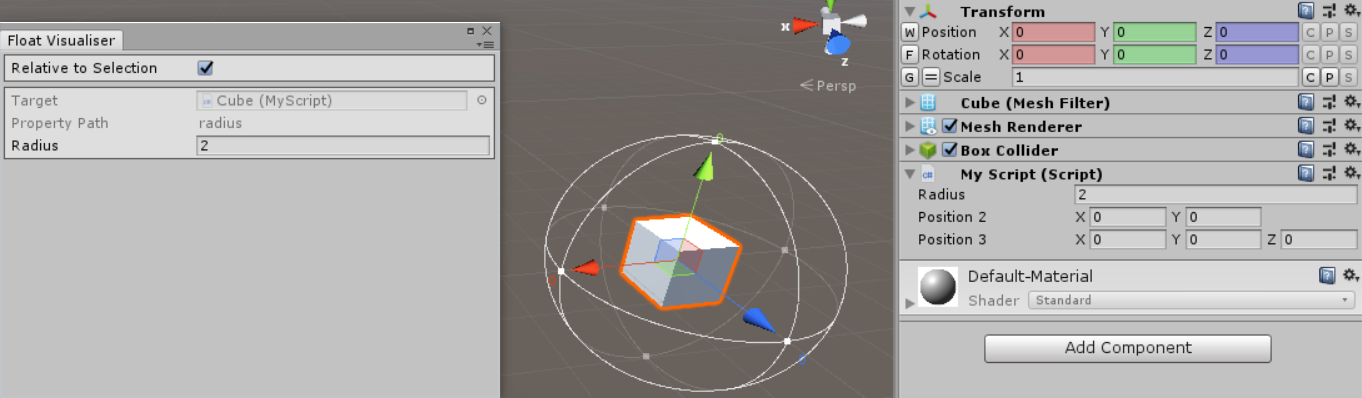 Float Visualiser
Relative to Selection
Target Cube (MyScript)
Property Path radius
Radius 2
x
z
Persp
Transform
W Position X 0 Y 0 Z 0 C P S
F Rotation X 0 Y 0 Z 0 C P S
G = Scale 1 C P S
Cube (Mesh Filter)
Mesh Renderer
Box Collider
c# My Script (Script)
Radius 2
Position 2 X 0 Y 0
Position 3 X 0 Y 0 Z 0
Default-Material
Shader Standard
Add Component